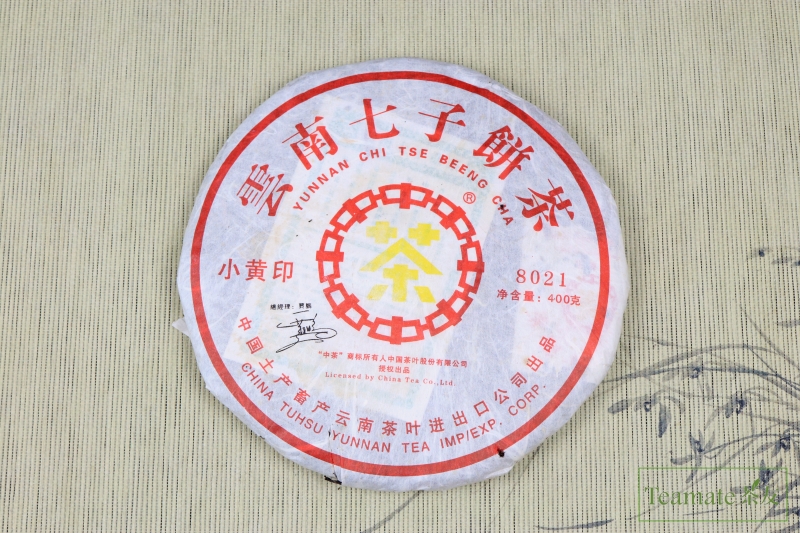 雲南七子餅茶
YUNNAN CHI TSE BEENG CHA
®
茶
小黄印
8021
净含量：400克
總經理：
“中茶”商标所有人中国茶叶股份有限公司
授权出品
Licensed by China Tea Co.,Ltd.
中国土产畜产云南茶叶进出口公司出品
CHINA TUHSU YUNNAN TEA IMP/EXP. CORP.
Teamate